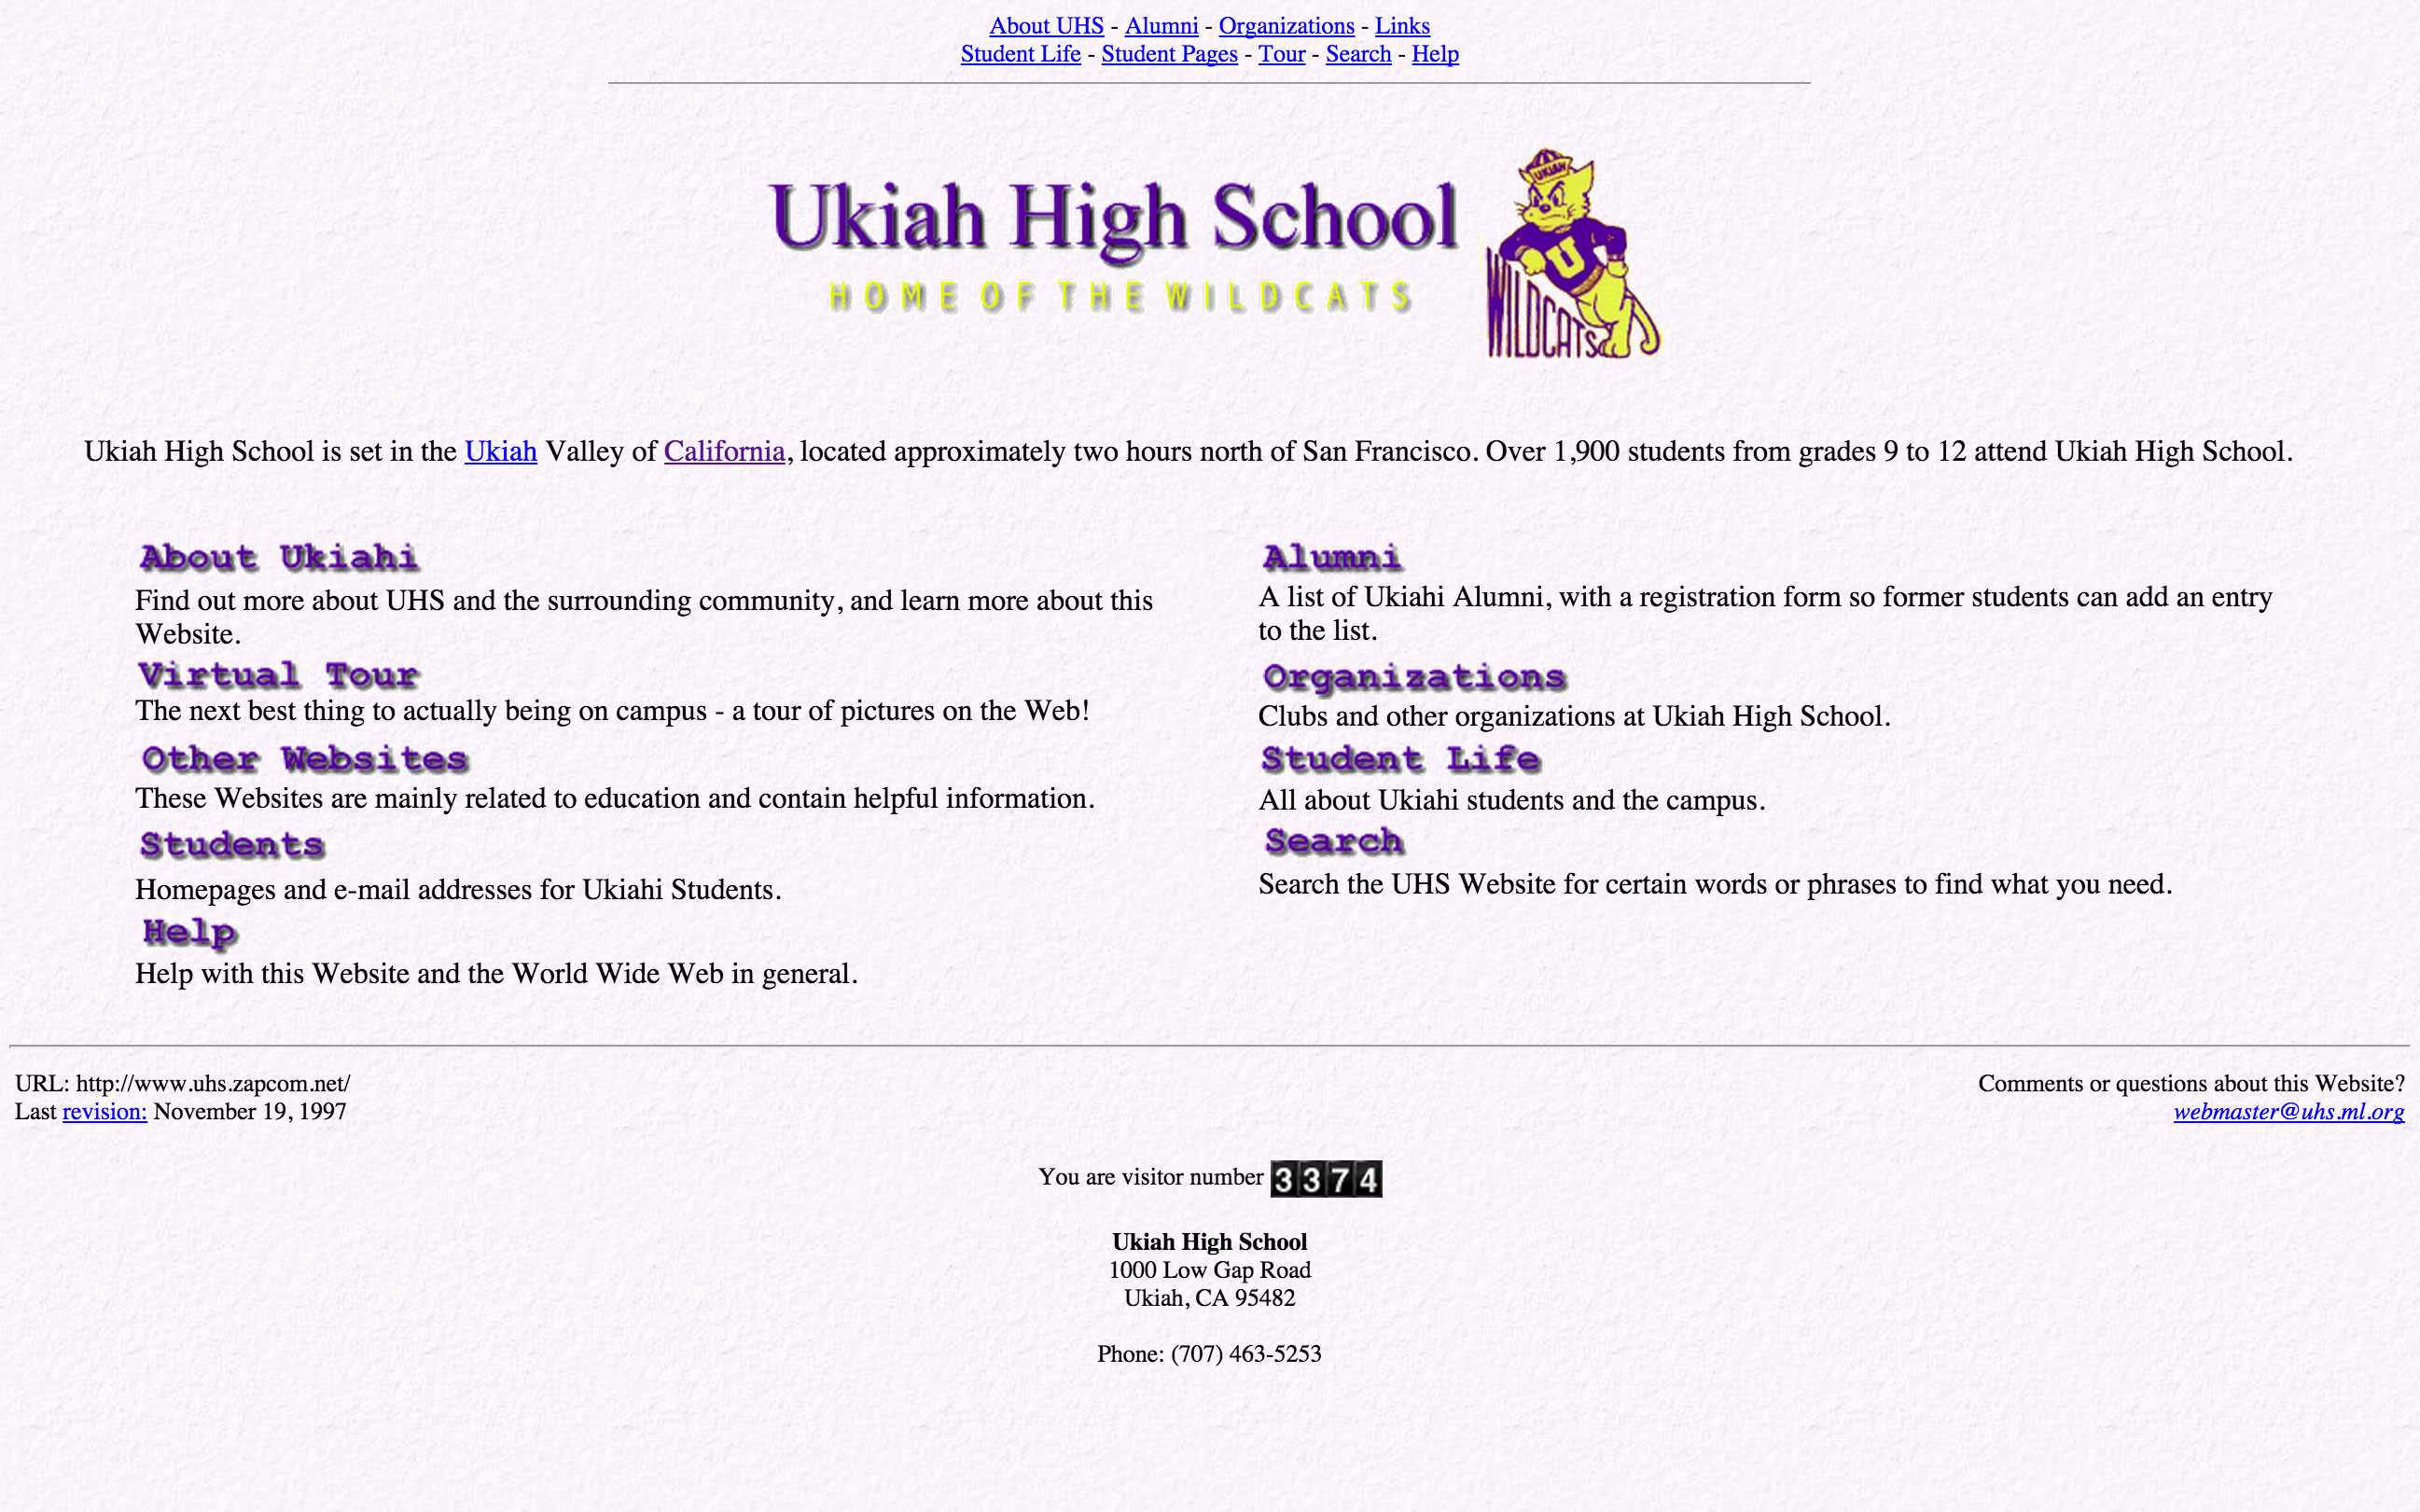 About UHS - Alumni - Organizations - Links
Student Life - Student Pages - Tour - Search - Help
Ukiah High School
HOME OF THE WILDCATS
UKIAH
U
WILDCATS
Ukiah High School is set in the Ukiah Valley of California, located approximately two hours north of San Francisco. Over 1,900 students from grades 9 to 12 attend Ukiah High School.
About Ukiahi
Find out more about UHS and the surrounding community, and learn more about this
Website.
Virtual Tour
The next best thing to actually being on campus - a tour of pictures on the Web!
Other Websites
These Websites are mainly related to education and contain helpful information.
Students
Homepages and e-mail addresses for Ukiahi Students.
Help
Help with this Website and the World Wide Web in general.
Alumni
A list of Ukiahi Alumni, with a registration form so former students can add an entry
to the list.
Organizations
Clubs and other organizations at Ukiah High School.
Student Life
All about Ukiahi students and the campus.
Search
Search the UHS Website for certain words or phrases to find what you need.
URL: http://www.uhs.zapcom.net/
Last revision: November 19, 1997
Comments or questions about this Website?
webmaster@uhs.ml.org
You are visitor number 3374
Ukiah High School
1000 Low Gap Road
Ukiah, CA 95482
Phone: (707) 463-5253